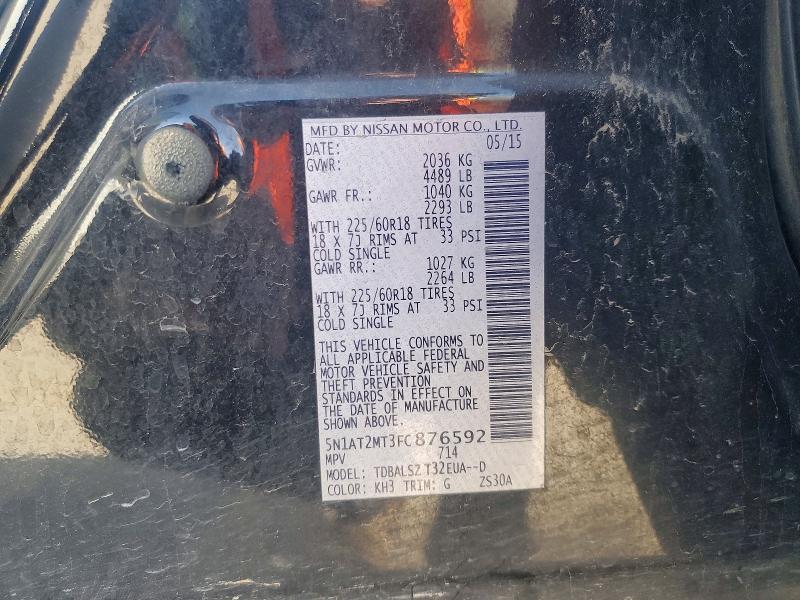 MFD BY NISSAN MOTOR CO., LTD.
DATE: 05/15
GVWR: 2036 KG
4489 LB
GAWR FR.: 1040 KG
2293 LB
WITH 225/60R18 TIRES
18 X 7J RIMS AT 33 PSI
COLD SINGLE
GAWR RR.: 1027 KG
2264 LB
WITH 225/60R18 TIRES
18 X 7J RIMS AT 33 PSI
COLD SINGLE
THIS VEHICLE CONFORMS TO
ALL APPLICABLE FEDERAL
MOTOR VEHICLE SAFETY AND
THEFT PREVENTION
STANDARDS IN EFFECT ON
THE DATE OF MANUFACTURE
SHOWN ABOVE.
5N1AT2MT3FC876592
MPV 714
MODEL: TDBALSZ T32EUA--D
COLOR: KH3 TRIM: G ZS30A